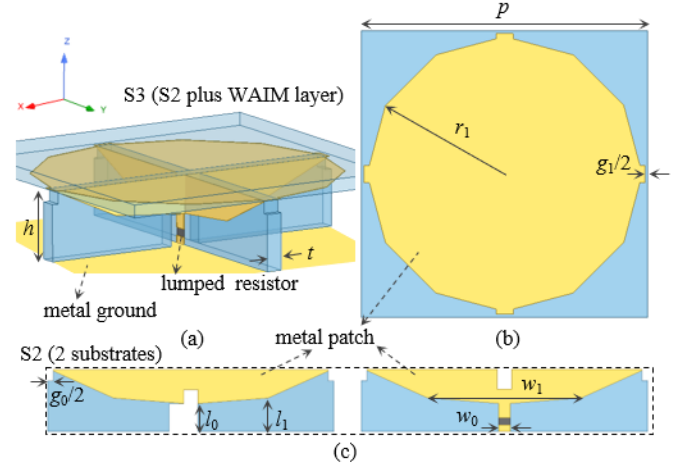 Z
X
Y
S3 (S2 plus WAIM layer)
h
t
lumped resistor
metal ground
(a)
p
r1
g1/2
(b)
metal patch
S2 (2 substrates)
g0/2
l0
l1
w1
w0
(c)